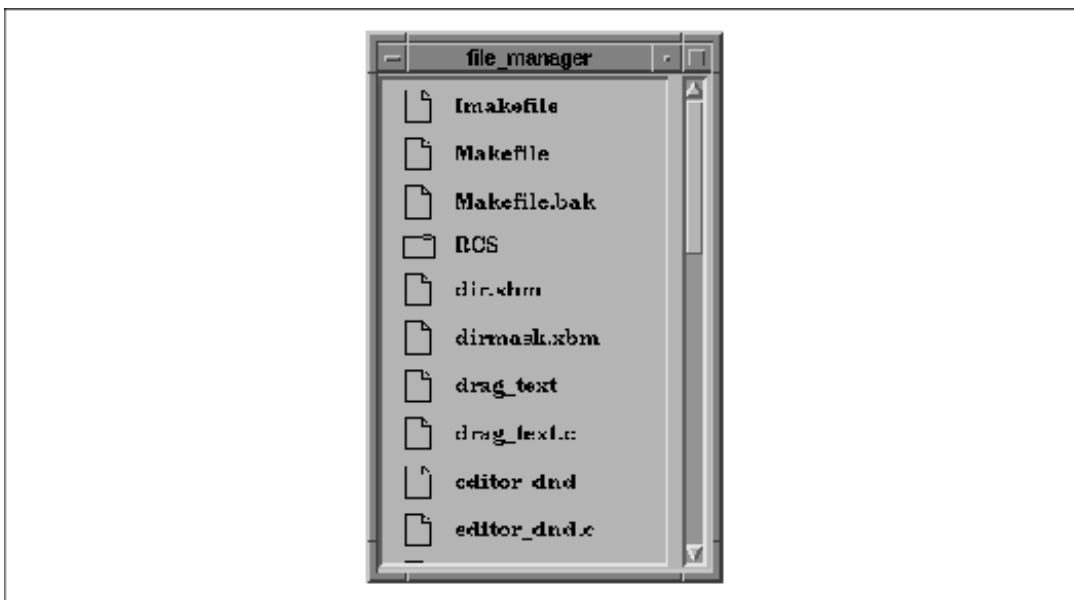 file_manager
Imakefile
Makefile
Makefile.bak
RCS
dir.xbm
dirmask.xbm
drag_text
drag_text.c
editor_dnd
editor_dnd.c